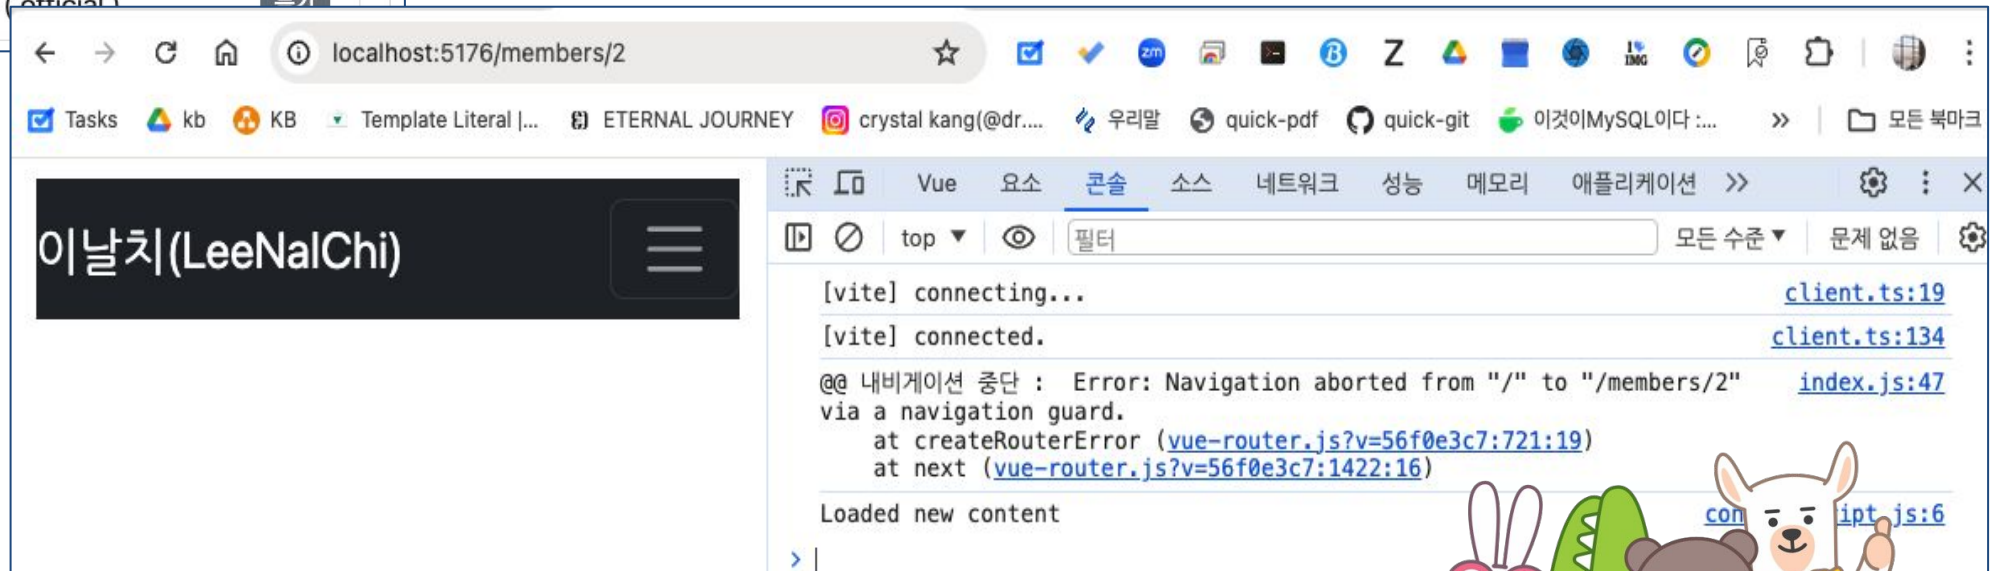 localhost:5176/members/2
Tasks kb KB Template Literal |... ETERNAL JOURNEY crystal kang(@dr.... 우리말 quick-pdf quick-git 이것이MySQL이다 :... » 모든 북마크
이날치(LeeNalChi)
Vue 요소 콘솔 소스 네트워크 성능 메모리 애플리케이션 »
top ▼ 필터 모든 수준 ▼ 문제 없음
[vite] connecting... client.ts:19
[vite] connected. client.ts:134
@@ 내비게이션 중단 : Error: Navigation aborted from "/" to "/members/2" index.js:47
via a navigation guard.
at createRouterError (vue-router.js?v=56f0e3c7:721:19)
at next (vue-router.js?v=56f0e3c7:1422:16)
Loaded new content
>